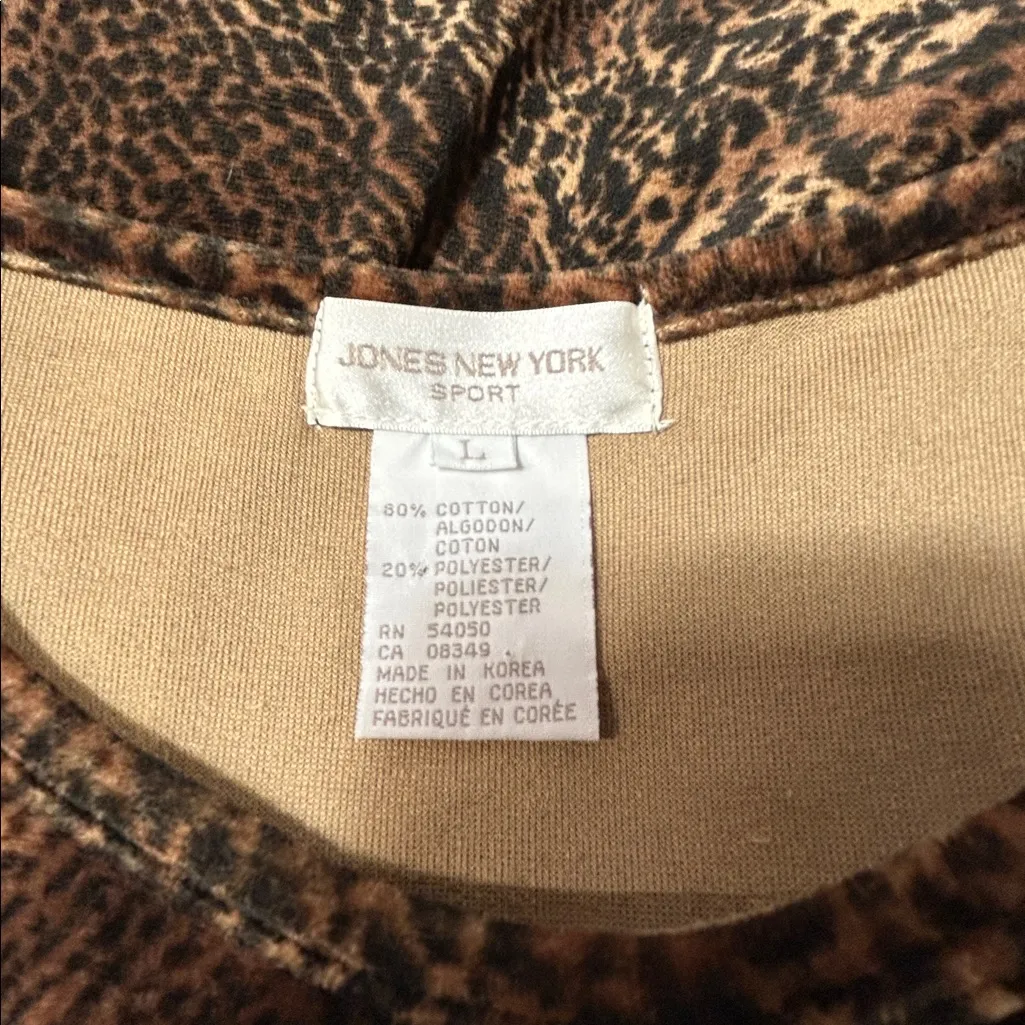 JONES NEW YORK
SPORT
L
80% COTTON/
ALGODON/
COTON
20% POLYESTER/
POLIESTER/
POLYESTER
RN 54050
CA 08349
MADE IN KOREA
HECHO EN COREA
FABRIQUÉ EN CORÉE